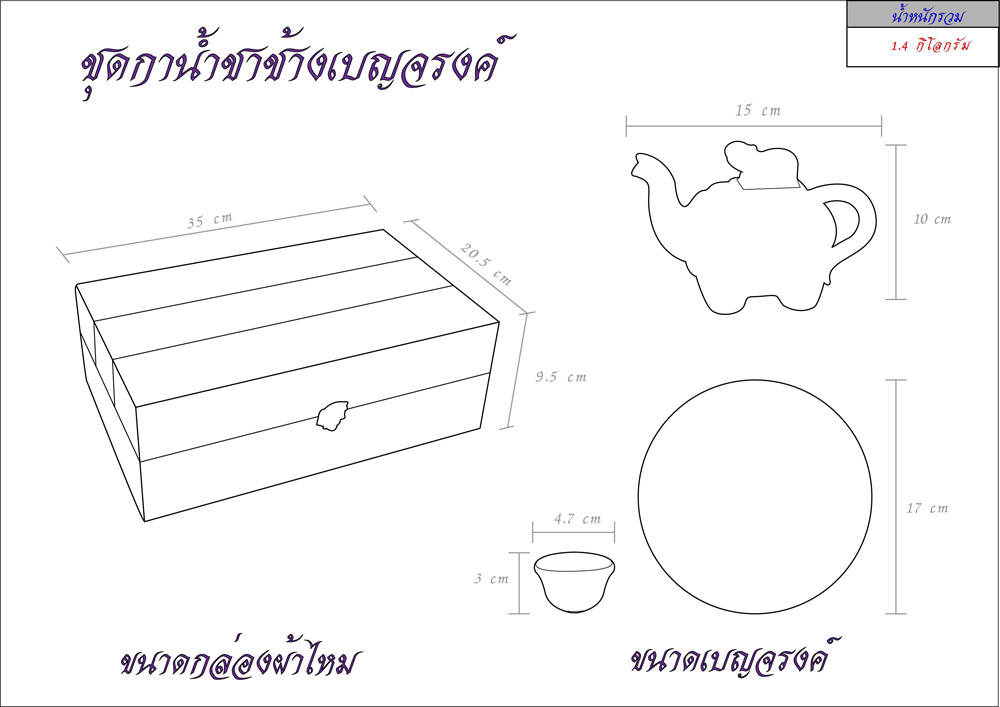 น้ำหนักรวม
1.4 กิโลกรัม
ชุดกาน้ำชาช้างเบญจรงค์
15 cm
10 cm
35 cm
20.5 cm
9.5 cm
17 cm
4.7 cm
3 cm
ขนาดกล่องผ้าไหม
ขนาดเบญจรงค์